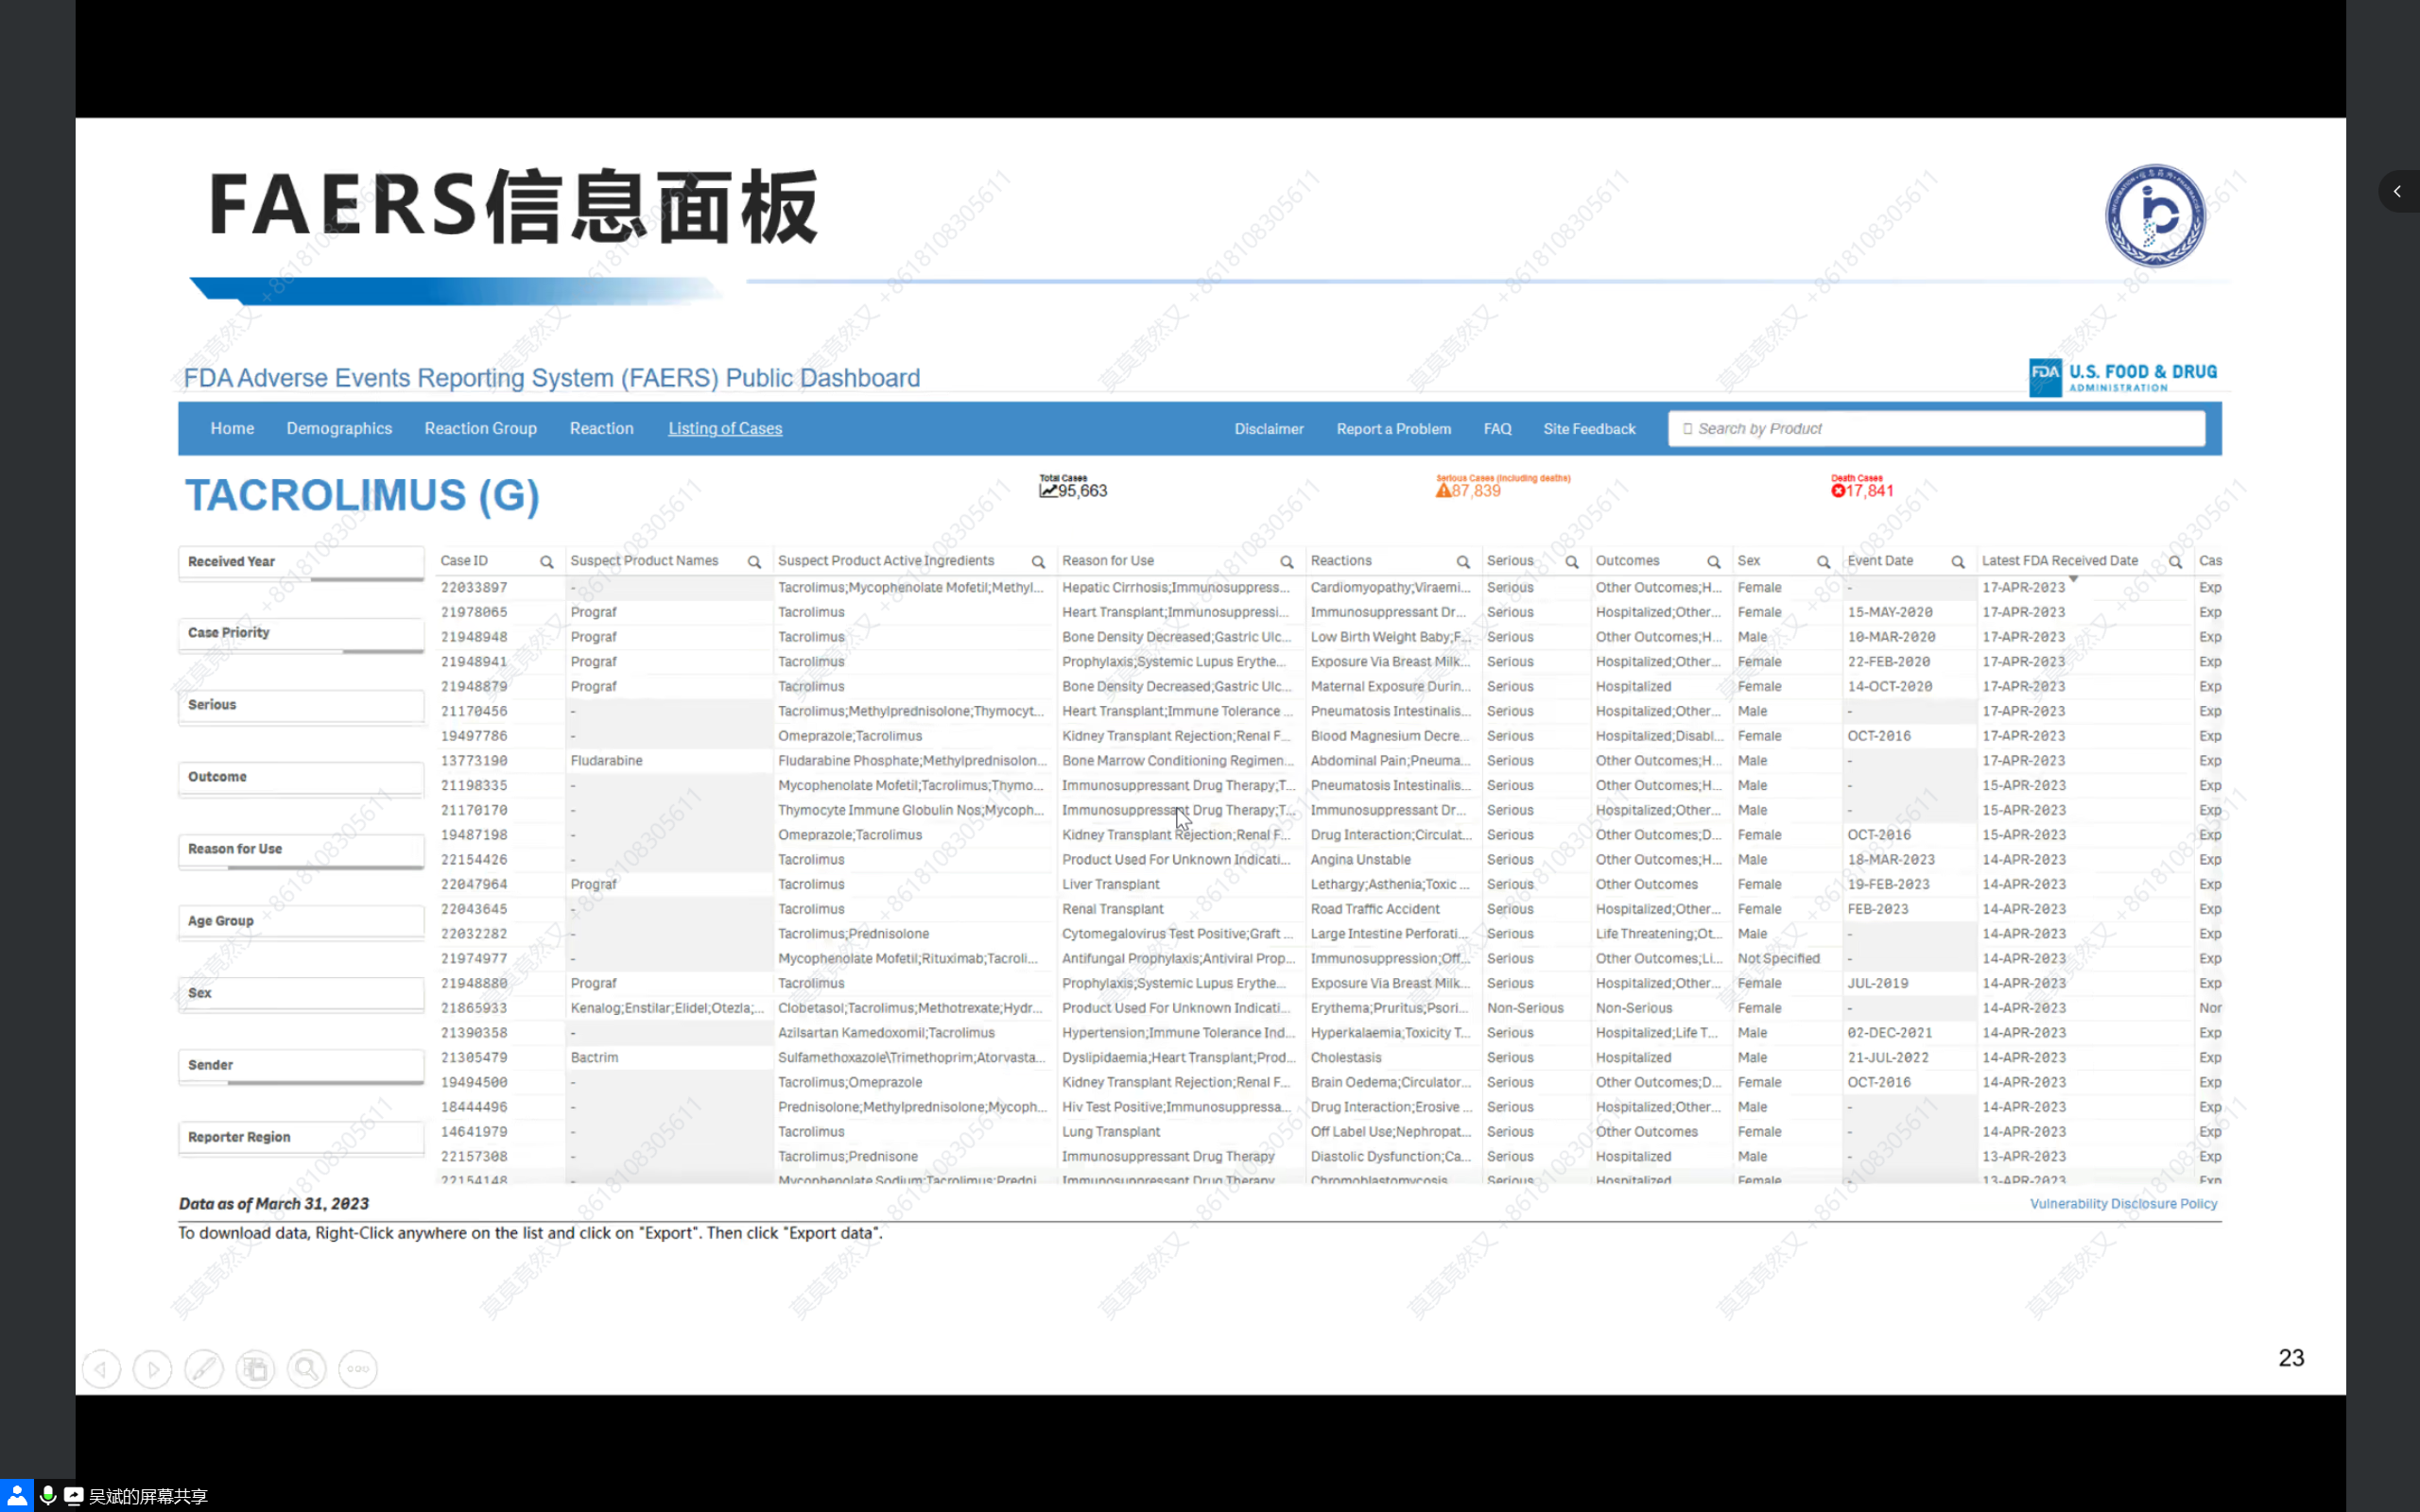 FAERS信息面板
FDA Adverse Events Reporting System (FAERS) Public Dashboard
FDA U.S. FOOD & DRUG
ADMINISTRATION
Home Demographics Reaction Group Reaction Listing of Cases Disclaimer Report a Problem FAQ Site Feedback Search by Product
TACROLIMUS (G)
Total Cases
95,663
Serious Cases (including deaths)
87,839
Death Cases
17,841
Received Year
Case Priority
Serious
Outcome
Reason for Use
Age Group
Sex
Sender
Reporter Region
Case ID Suspect Product Names Suspect Product Active Ingredients Reason for Use Reactions Serious Outcomes Sex Event Date Latest FDA Received Date Cas
22033897 - Tacrolimus;Mycophenolate Mofetil;Methyl... Hepatic Cirrhosis;Immunosuppress... Cardiomyopathy;Viraemi... Serious Other Outcomes;H... Female - 17-APR-2023 Exp
21978065 Prograf Tacrolimus Heart Transplant;Immunosuppressi... Immunosuppressant Dr... Serious Hospitalized;Other... Female 15-MAY-2020 17-APR-2023 Exp
21948948 Prograf Tacrolimus Bone Density Decreased;Gastric Ulc... Low Birth Weight Baby;F... Serious Other Outcomes;H... Male 10-MAR-2020 17-APR-2023 Exp
21948941 Prograf Tacrolimus Prophylaxis;Systemic Lupus Erythe... Exposure Via Breast Milk... Serious Hospitalized;Other... Female 22-FEB-2020 17-APR-2023 Exp
21948879 Prograf Tacrolimus Bone Density Decreased;Gastric Ulc... Maternal Exposure Durin... Serious Hospitalized Female 14-OCT-2020 17-APR-2023 Exp
21170456 - Tacrolimus;Methylprednisolone;Thymocyt... Heart Transplant;Immune Tolerance ... Pneumatosis Intestinalis... Serious Hospitalized;Other... Male - 17-APR-2023 Exp
19497786 - Omeprazole;Tacrolimus Kidney Transplant Rejection;Renal F... Blood Magnesium Decre... Serious Hospitalized;Disabl... Female OCT-2016 17-APR-2023 Exp
13773190 Fludarabine Fludarabine Phosphate;Methylprednisolon... Bone Marrow Conditioning Regimen... Abdominal Pain;Pneuma... Serious Other Outcomes;H... Male - 17-APR-2023 Exp
21198335 - Mycophenolate Mofetil;Tacrolimus;Thymo... Immunosuppressant Drug Therapy;T... Pneumatosis Intestinalis... Serious Other Outcomes;H... Male - 15-APR-2023 Exp
21170170 - Thymocyte Immune Globulin Nos;Mycoph... Immunosuppressant Drug Therapy;T... Immunosuppressant Dr... Serious Hospitalized;Other... Male - 15-APR-2023 Exp
19487198 - Omeprazole;Tacrolimus Kidney Transplant Rejection;Renal F... Drug Interaction;Circulat... Serious Other Outcomes;D... Female OCT-2016 15-APR-2023 Exp
22154426 - Tacrolimus Product Used For Unknown Indicati... Angina Unstable Serious Other Outcomes;H... Male 18-MAR-2023 14-APR-2023 Exp
22047964 Prograf Tacrolimus Liver Transplant Lethargy;Asthenia;Toxic ... Serious Other Outcomes Female 19-FEB-2023 14-APR-2023 Exp
22043645 - Tacrolimus Renal Transplant Road Traffic Accident Serious Hospitalized;Other... Female FEB-2023 14-APR-2023 Exp
22032282 - Tacrolimus;Prednisolone Cytomegalovirus Test Positive;Graft ... Large Intestine Perforati... Serious Life Threatening;Ot... Male - 14-APR-2023 Exp
21974977 - Mycophenolate Mofetil;Rituximab;Tacroli... Antifungal Prophylaxis;Antiviral Prop... Immunosuppression;Off... Serious Other Outcomes;Li... Not Specified - 14-APR-2023 Exp
21948880 Prograf Tacrolimus Prophylaxis;Systemic Lupus Erythe... Exposure Via Breast Milk... Serious Hospitalized;Other... Female JUL-2019 14-APR-2023 Exp
21865933 Kenalog;Enstilar;Elidel;Otezla;... Clobetasol;Tacrolimus;Methotrexate;Hydr... Product Used For Unknown Indicati... Erythema;Pruritus;Psori... Non-Serious Non-Serious Female - 14-APR-2023 Nor
21390358 - Azilsartan Kamedoxomil;Tacrolimus Hypertension;Immune Tolerance Ind... Hyperkalaemia;Toxicity T... Serious Hospitalized;Life T... Male 02-DEC-2021 14-APR-2023 Exp
21305479 Bactrim Sulfamethoxazole\Trimethoprim;Atorvasta... Dyslipidaemia;Heart Transplant;Prod... Cholestasis Serious Hospitalized Male 21-JUL-2022 14-APR-2023 Exp
19494500 - Tacrolimus;Omeprazole Kidney Transplant Rejection;Renal F... Brain Oedema;Circulator... Serious Other Outcomes;D... Female OCT-2016 14-APR-2023 Exp
18444496 - Prednisolone;Methylprednisolone;Mycoph... Hiv Test Positive;Immunosuppressa... Drug Interaction;Erosive ... Serious Hospitalized;Other... Male - 14-APR-2023 Exp
14641979 - Tacrolimus Lung Transplant Off Label Use;Nephropat... Serious Other Outcomes Female - 14-APR-2023 Exp
22157308 - Tacrolimus;Prednisone Immunosuppressant Drug Therapy Diastolic Dysfunction;Ca... Serious Hospitalized Male - 13-APR-2023 Exp
22154148 - Mycophenolate Sodium;Tacrolimus;Predni... Immunosuppressant Drug Therapy Chromoblastomycosis Serious Hospitalized Female - 13-APR-2023 Exp
Data as of March 31, 2023
Vulnerability Disclosure Policy
To download data, Right-Click anywhere on the list and click on "Export". Then click "Export data".
23
吴斌的屏幕共享